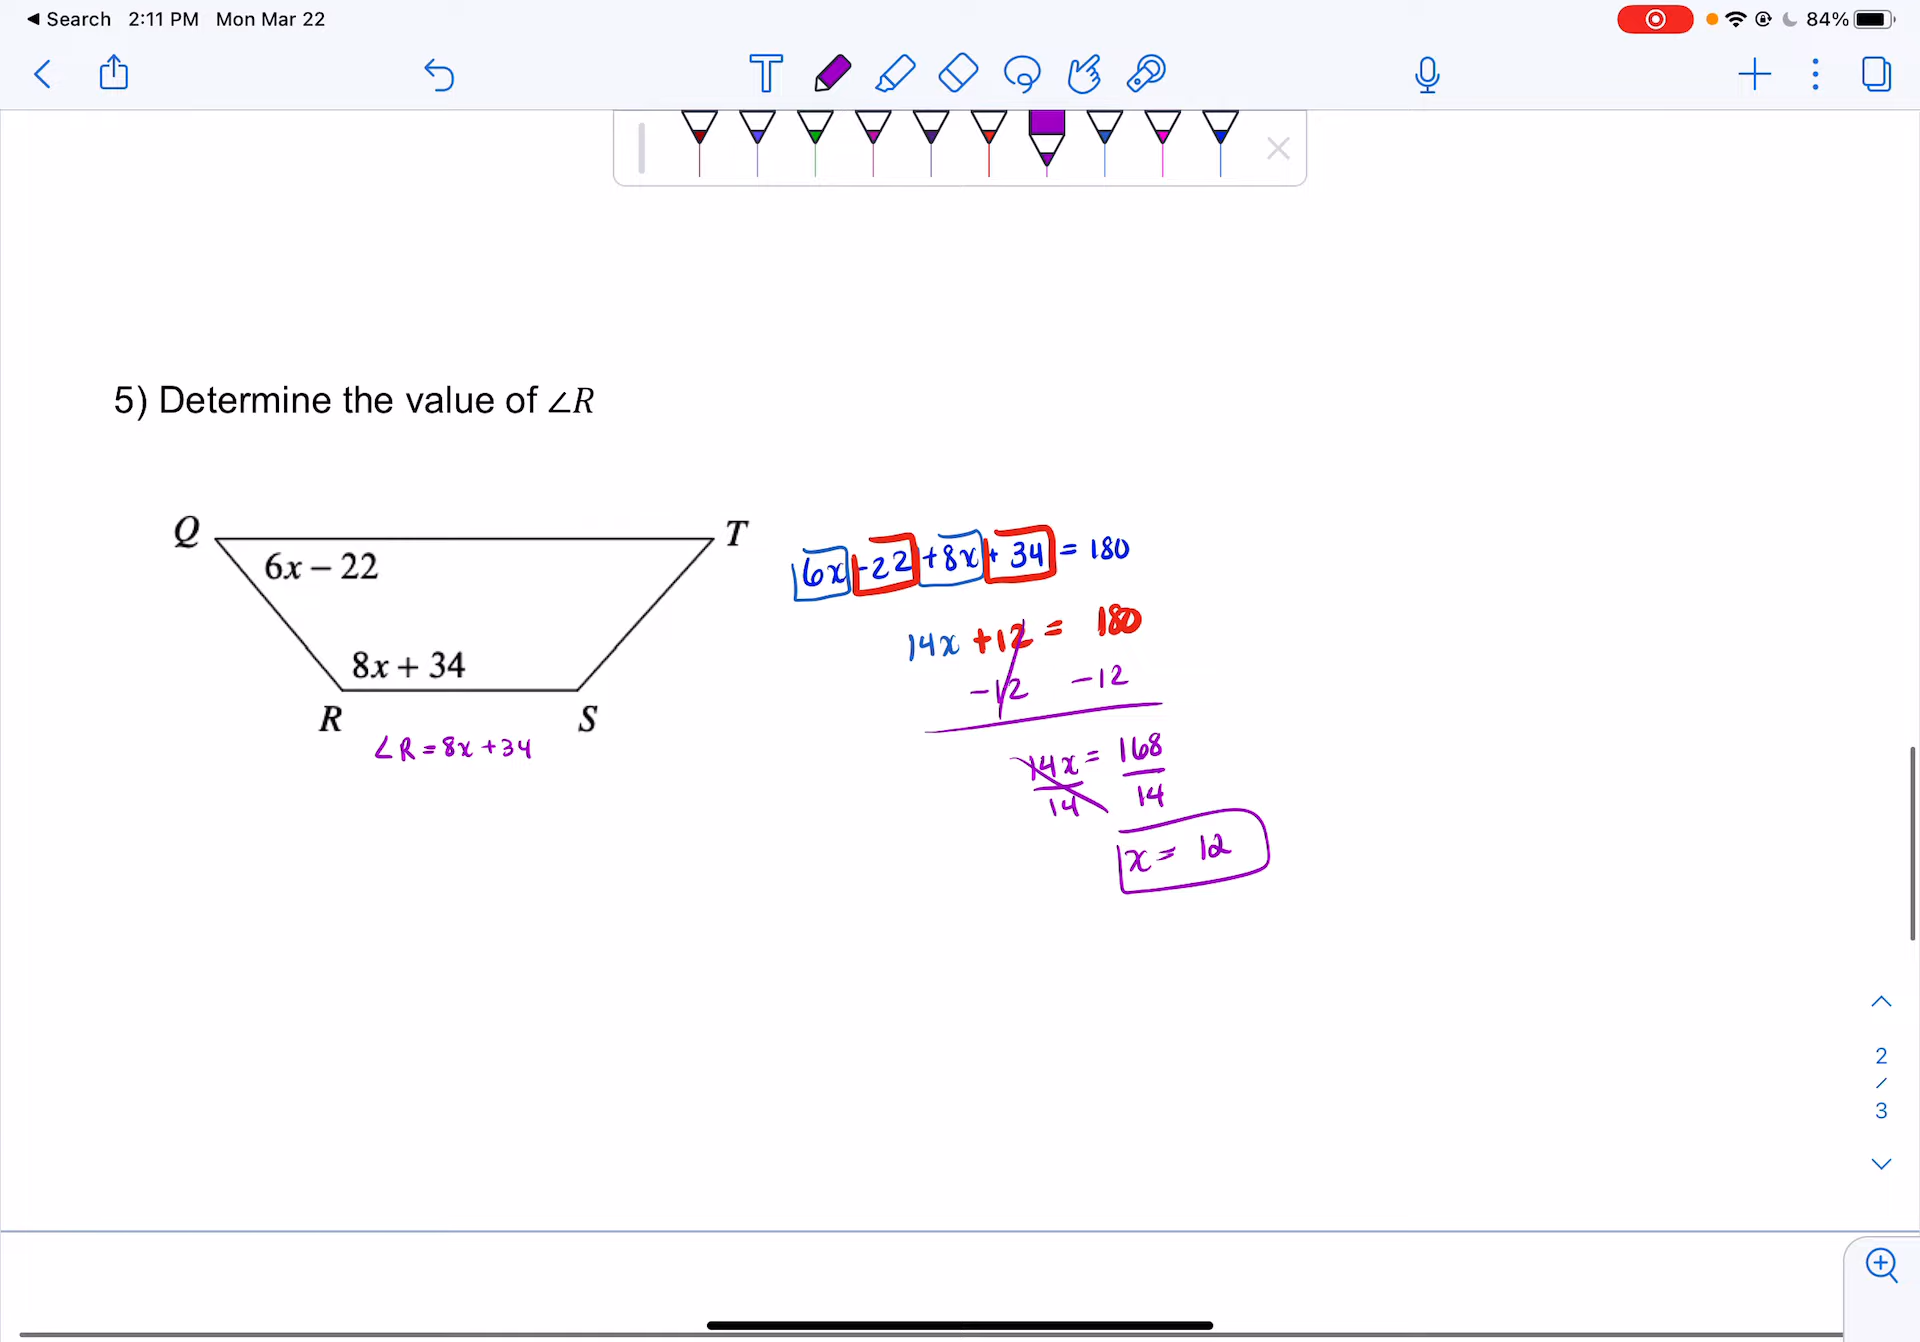 Search 2:11 PM Mon Mar 22
84%
5) Determine the value of ∠R
Q
T
6x – 22
8x + 34
R
S
∠R = 8x + 34
6x - 22 + 8x + 34 = 180
14x + 12 = 180
-12 -12
14x = 168
14 14
x = 12
2
/
3